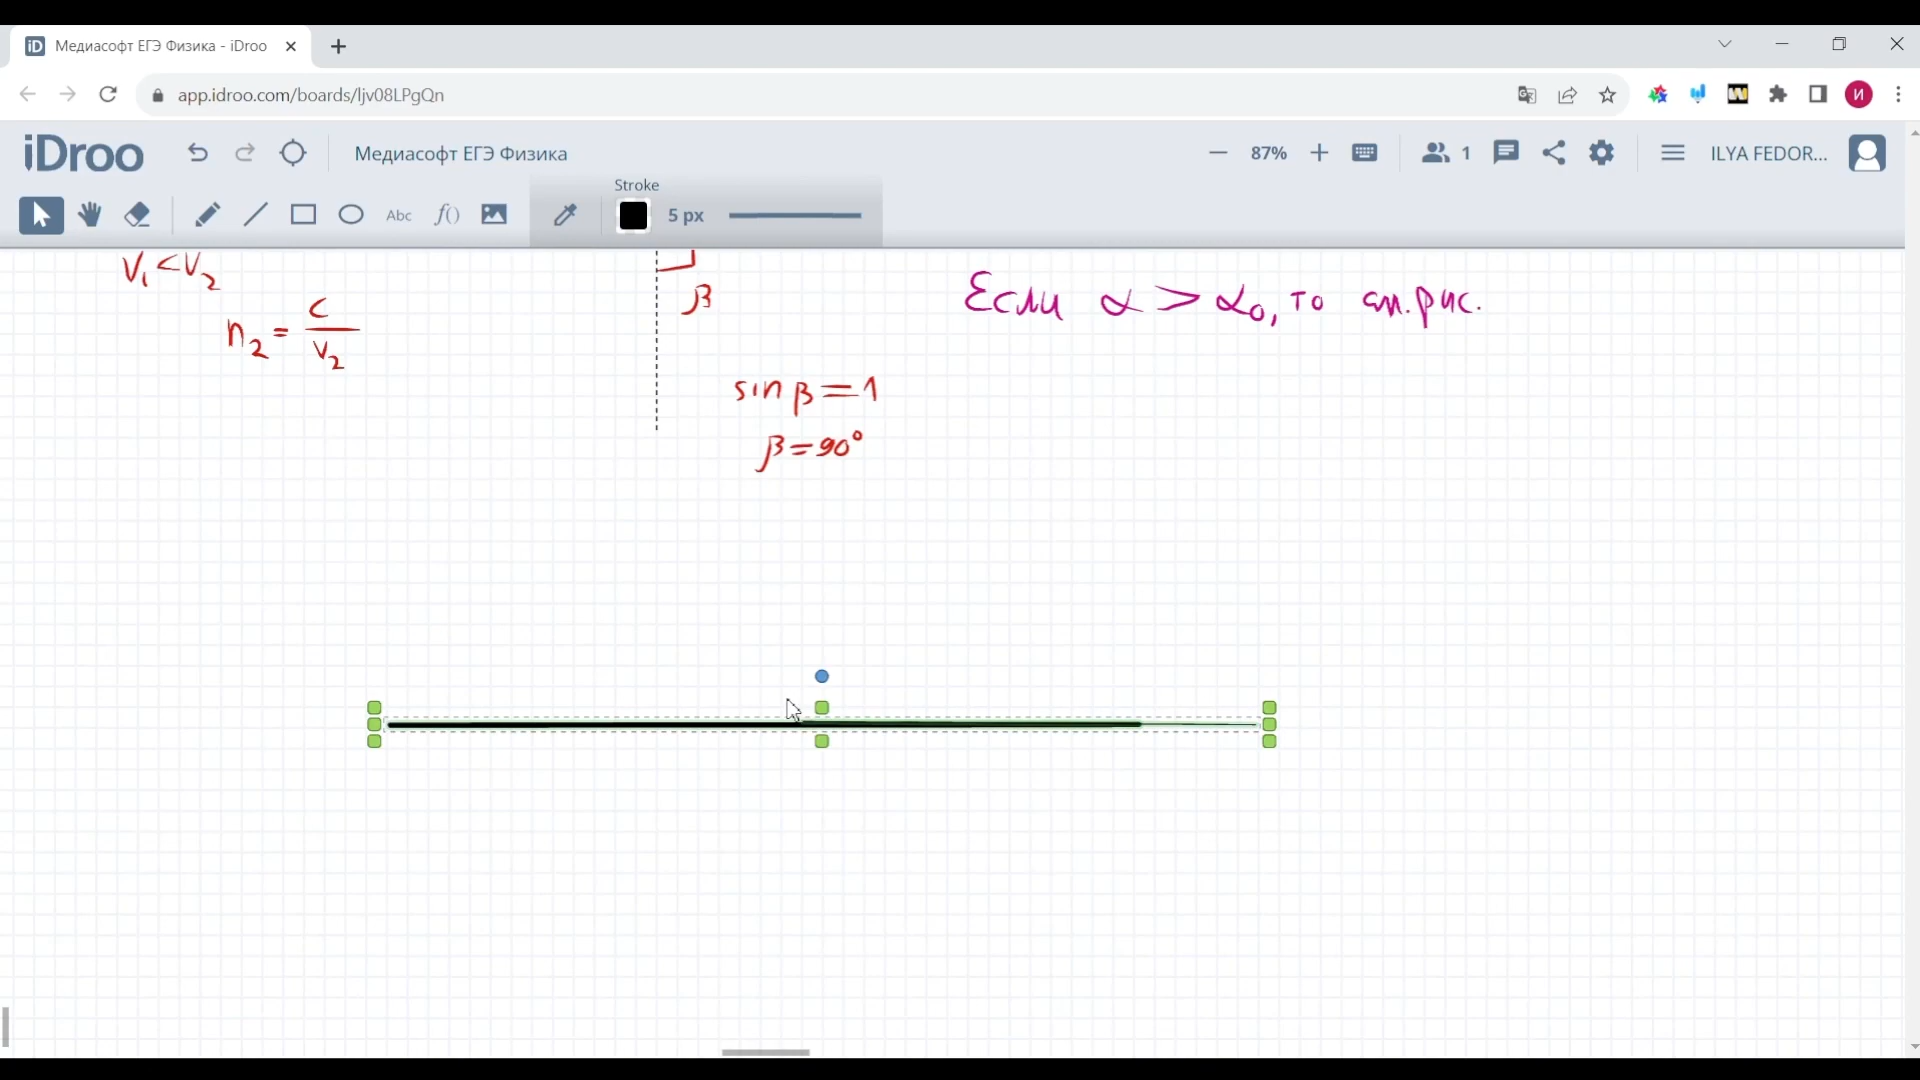 Медиасофт ЕГЭ Физика - iDroo
app.idroo.com/boards/ljv08LPgQn
И
iDroo
Медиасофт ЕГЭ Физика
87%
1
ILYA FEDOR...
Abc
f()
Stroke
5 px
V₁ < V₂
n₂ = c/v₂
β
sin β = 1
β = 90°
Если α > α₀, то см. рис.